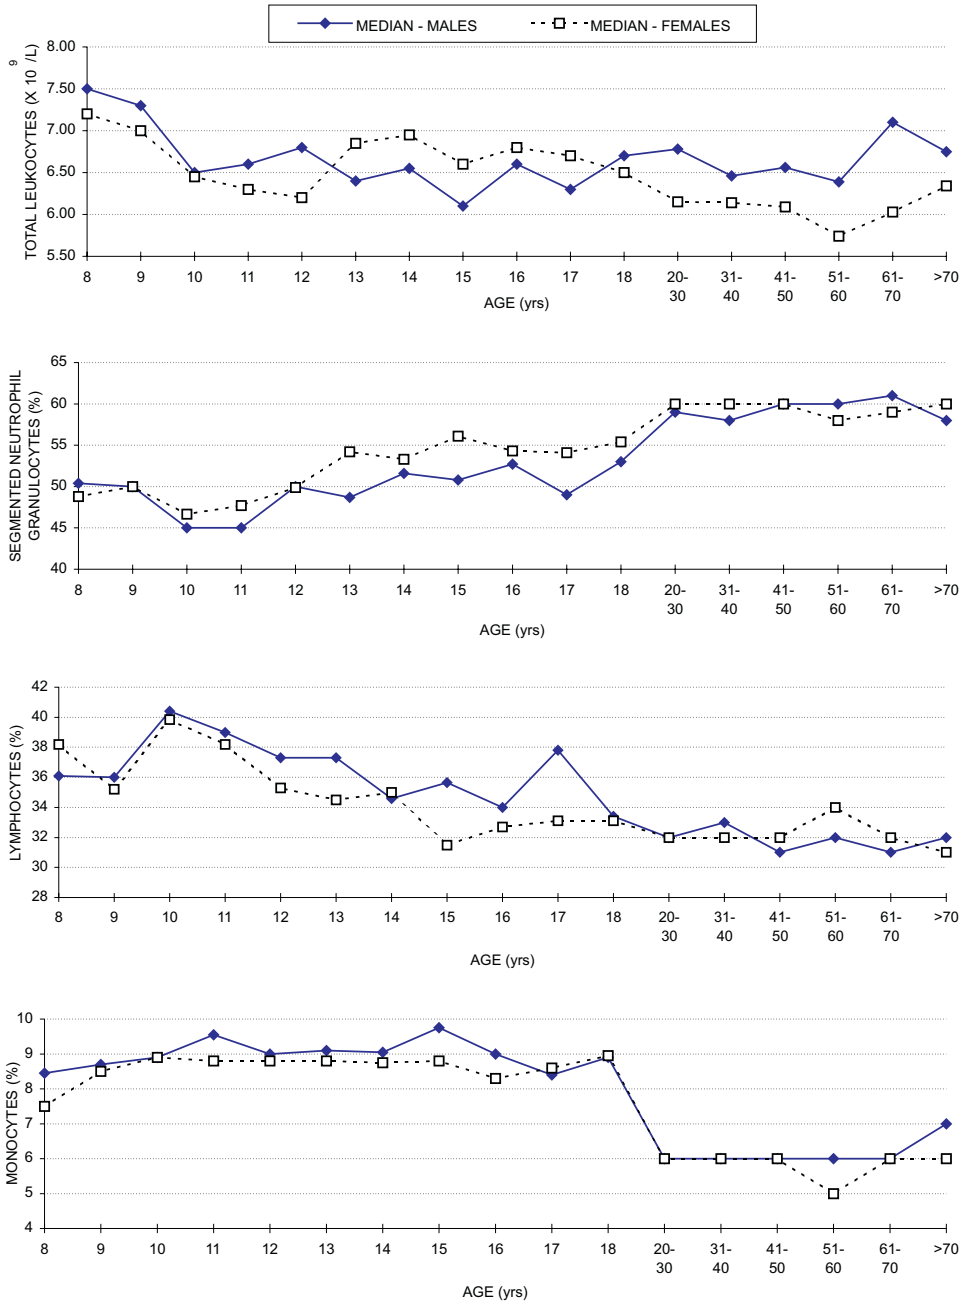 MEDIAN - MALES MEDIAN - FEMALES
TOTAL LEUKOCYTES (X 10 9 /L)
8.00
7.50
7.00
6.50
6.00
5.50
8 9 10 11 12 13 14 15 16 17 18 20- 31- 41- 51- 61- >70
30 40 50 60 70
AGE (yrs)
SEGMENTED NEUTROPHIL
GRANULOCYTES (%)
65
60
55
50
45
40
8 9 10 11 12 13 14 15 16 17 18 20- 31- 41- 51- 61- >70
30 40 50 60 70
AGE (yrs)
LYMPHOCYTES (%)
42
40
38
36
34
32
30
28
8 9 10 11 12 13 14 15 16 17 18 20- 31- 41- 51- 61- >70
30 40 50 60 70
AGE (yrs)
MONOCYTES (%)
10
9
8
7
6
5
4
8 9 10 11 12 13 14 15 16 17 18 20- 31- 41- 51- 61- >70
30 40 50 60 70
AGE (yrs)